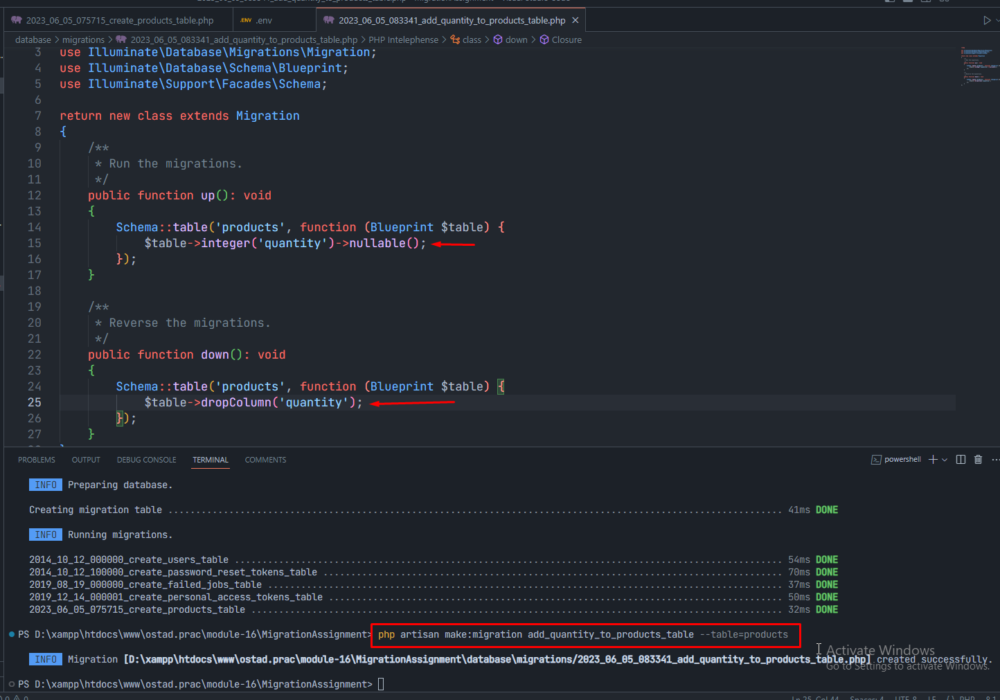 2023_06_05_075715_create_products_table.php
.ENV .env
2023_06_05_083341_add_quantity_to_products_table.php
database > migrations > 2023_06_05_083341_add_quantity_to_products_table.php > PHP Intelephense > class > down > Closure
3 use Illuminate\Database\Migrations\Migration;
4 use Illuminate\Database\Schema\Blueprint;
5 use Illuminate\Support\Facades\Schema;
6
7 return new class extends Migration
8 {
9 /**
10 * Run the migrations.
11 */
12 public function up(): void
13 {
14 Schema::table('products', function (Blueprint $table) {
15 $table->integer('quantity')->nullable();
16 });
17 }
18
19 /**
20 * Reverse the migrations.
21 */
22 public function down(): void
23 {
24 Schema::table('products', function (Blueprint $table) {
25 $table->dropColumn('quantity');
26 });
27 }
PROBLEMS OUTPUT DEBUG CONSOLE TERMINAL COMMENTS powershell
INFO Preparing database.
Creating migration table ............ 41ms DONE
INFO Running migrations.
2014_10_12_000000_create_users_table ............ 54ms DONE
2014_10_12_100000_create_password_reset_tokens_table ............ 70ms DONE
2019_08_19_000000_create_failed_jobs_table ............ 37ms DONE
2019_12_14_000001_create_personal_access_tokens_table ............ 50ms DONE
2023_06_05_075715_create_products_table ............ 32ms DONE
PS D:\xampp\htdocs\www\ostad.prac\module-16\MigrationAssignment> php artisan make:migration add_quantity_to_products_table --table=products
INFO Migration [D:\xampp\htdocs\www\ostad.prac\module-16\MigrationAssignment\database\migrations/2023_06_05_083341_add_quantity_to_products_table.php] created successfully.
PS D:\xampp\htdocs\www\ostad.prac\module-16\MigrationAssignment>
Activate Windows
Go to Settings to activate Windows.